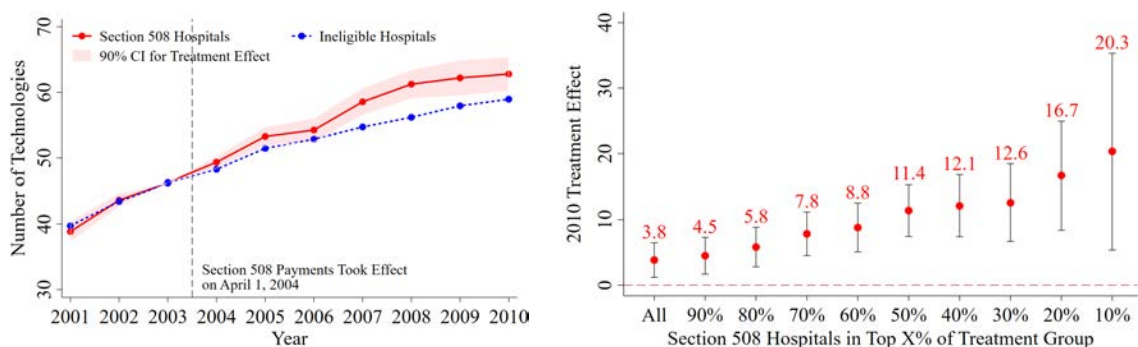 Number of Technologies
70
60
50
40
30
Section 508 Hospitals
Ineligible Hospitals
90% CI for Treatment Effect
Section 508 Payments Took Effect
on April 1, 2004
2001 2002 2003 2004 2005 2006 2007 2008 2009 2010
Year
2010 Treatment Effect
40
30
20
10
0
3.8
4.5
5.8
7.8
8.8
11.4
12.1
12.6
16.7
20.3
All 90% 80% 70% 60% 50% 40% 30% 20% 10%
Section 508 Hospitals in Top X% of Treatment Group